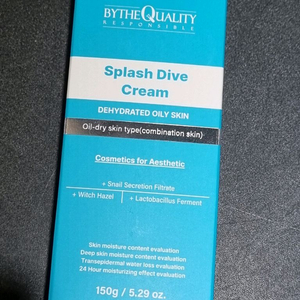 BYTHEQUALITY
RESPONSIBLE
Splash Dive
Cream
DEHYDRATED OILY SKIN
Oil-dry skin type(combination skin)
Cosmetics for Aesthetic
+ Snail Secretion Filtrate
+ Witch Hazel + Lactobacillus Ferment
Skin moisture content evaluation
Deep skin moisture content evaluation
Transepidermal water loss evaluation
24 Hour moisturizing effect evaluation
150g / 5.29 oz.